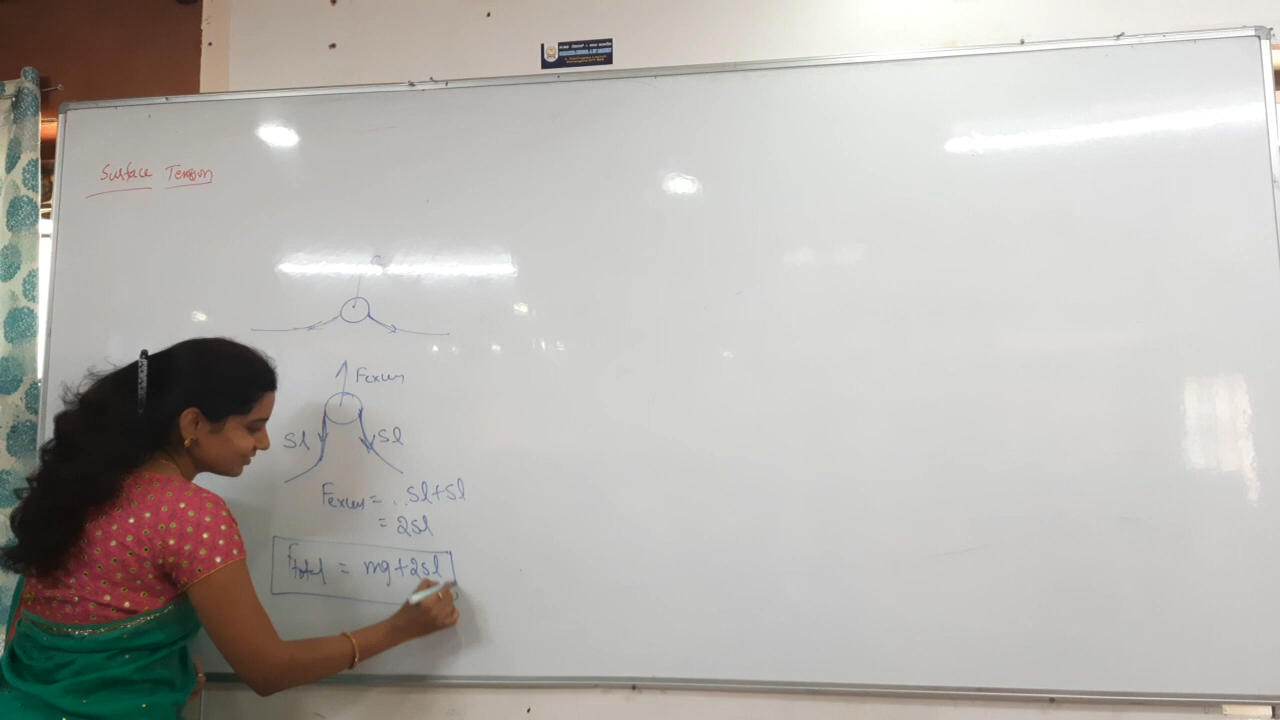 Surface Tension
Fexcess
Sl Sl
Fexcess = Sl+Sl
= 2Sl
Ftotal = mg+2Sl